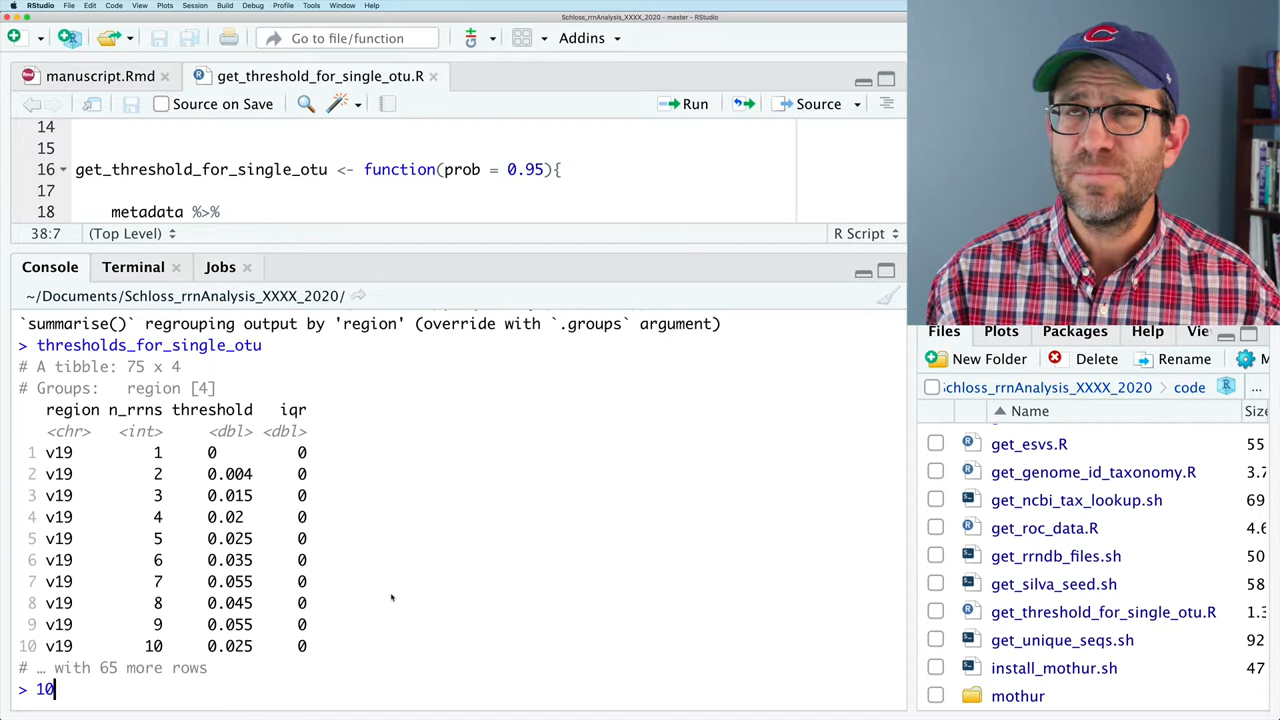 RStudio File Edit Code View Plots Session Build Debug Profile Tools Window Help
Schloss_rrnAnalysis_XXXX_2020 - master - RStudio
Go to file/function
Addins
manuscript.Rmd
get_threshold_for_single_otu.R
Source on Save
Run
Source
14
15
16 get_threshold_for_single_otu <- function(prob = 0.95){
17
18 metadata %>%
38:7 (Top Level) R Script
Console Terminal Jobs
~/Documents/Schloss_rrnAnalysis_XXXX_2020/
`summarise()` regrouping output by 'region' (override with `.groups` argument)
> thresholds_for_single_otu
# A tibble: 75 x 4
# Groups: region [4]
region n_rrns threshold iqr
<chr> <int> <dbl> <dbl>
1 v19 1 0 0
2 v19 2 0.004 0
3 v19 3 0.015 0
4 v19 4 0.02 0
5 v19 5 0.025 0
6 v19 6 0.035 0
7 v19 7 0.055 0
8 v19 8 0.045 0
9 v19 9 0.055 0
10 v19 10 0.025 0
# … with 65 more rows
> 10
C
Files Plots Packages Help Vie
New Folder Delete Rename M
chloss_rrnAnalysis_XXXX_2020 > code R ...
Name Size
get_esvs.R 55
get_genome_id_taxonomy.R 3.7
get_ncbi_tax_lookup.sh 69
get_roc_data.R 4.6
get_rrndb_files.sh 50
get_silva_seed.sh 58
get_threshold_for_single_otu.R 1.3
get_unique_seqs.sh 92
install_mothur.sh 47
mothur